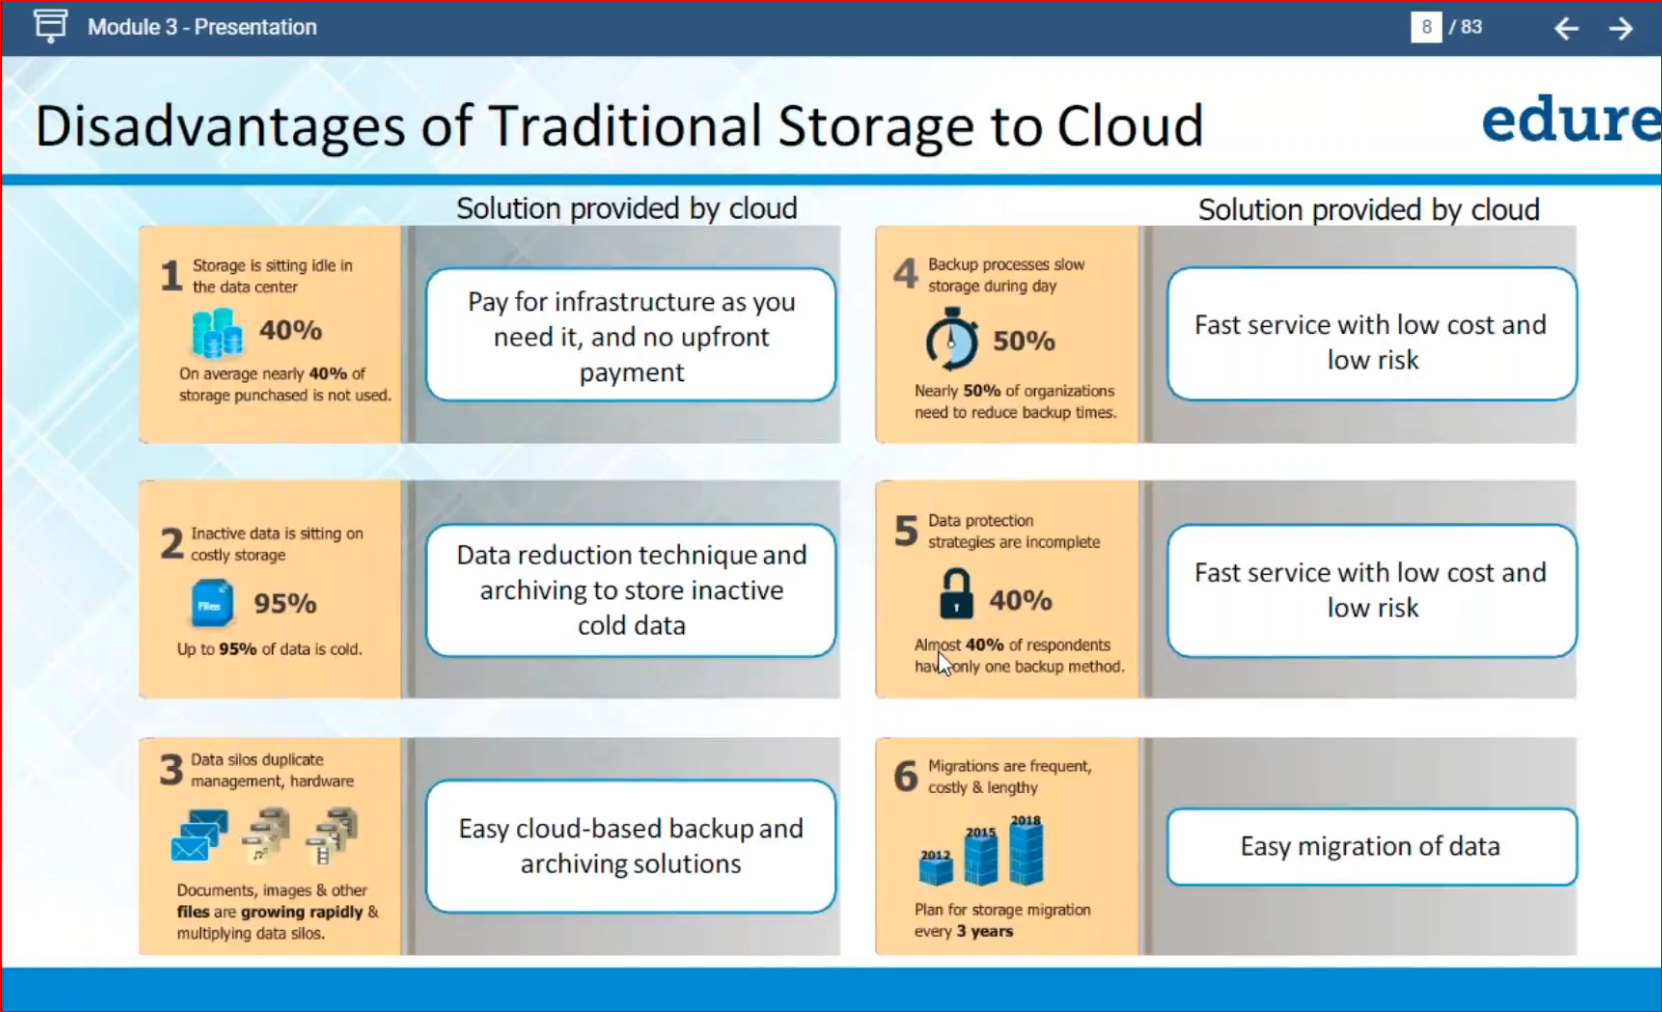 Module 3 - Presentation
8 / 83
Disadvantages of Traditional Storage to Cloud
edure
Solution provided by cloud
1 Storage is sitting idle in
the data center
40%
On average nearly 40% of
storage punchased is not used.
Pay for infrastructure as you
need it, and no upfront
payment
2 Inactive data is sitting on
costly storage
Files
95%
Up to 95% of data is cold.
Data reduction technique and
archiving to store inactive
cold data
3 Data silos duplicate
management, hardware
Documents, images & other
files are growing rapidly &
multiplying data silos.
Easy cloud-based backup and
archiving solutions
Solution provided by cloud
4 Backup processes slow
storage during day
50%
Nearly 50% of organizations
need to reduce backup times.
Fast service with low cost and
low risk
5 Data protection
strategies are incomplete
40%
Almost 40% of respondents
have only one backup method.
Fast service with low cost and
low risk
6 Migrations are frequent,
costly & lengthy
2012 2015 2018
Plan for storage migration
every 3 years
Easy migration of data